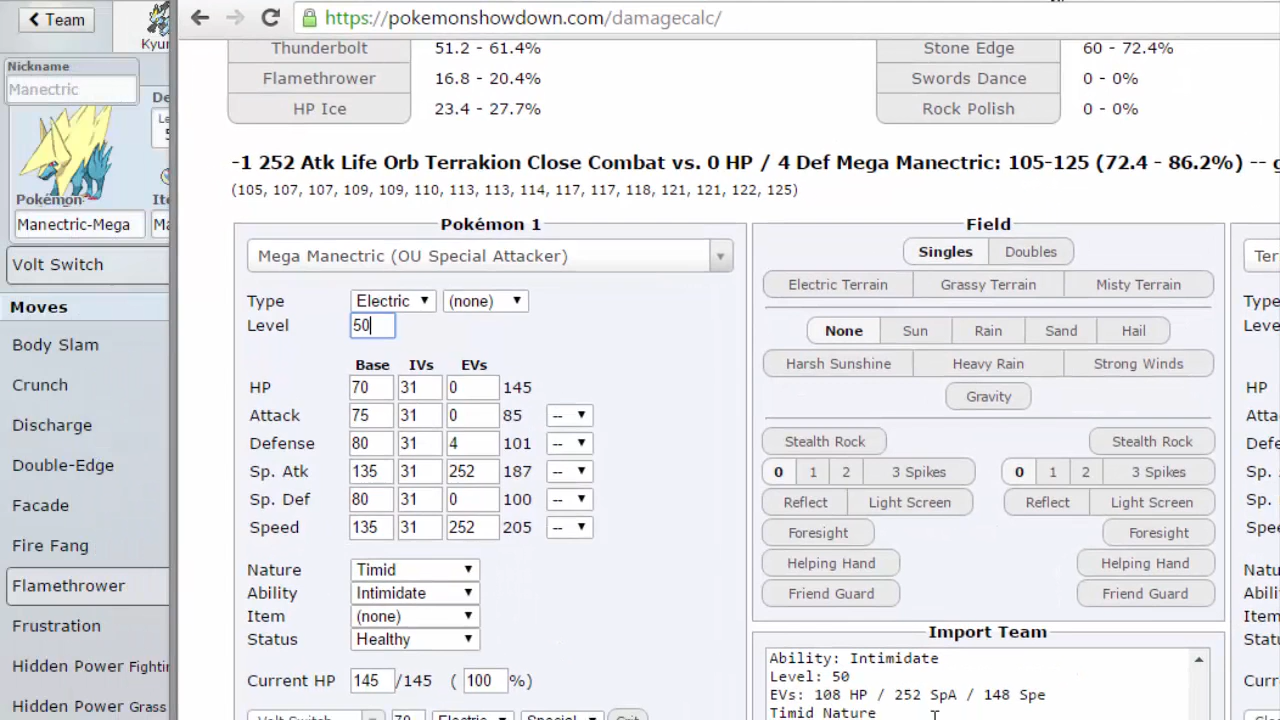 Team
Kyu
Nickname
Manectric
De
Le
5
Pokémon
Ite
Manectric-Mega
Ma
Volt Switch
Moves
Body Slam
Crunch
Discharge
Double-Edge
Facade
Fire Fang
Flamethrower
Frustration
Hidden Power Fightin
Hidden Power Grass
https://pokemonshowdown.com/damagecalc/
Thunderbolt 51.2 - 61.4%
Flamethrower 16.8 - 20.4%
HP Ice 23.4 - 27.7%
Stone Edge 60 - 72.4%
Swords Dance 0 - 0%
Rock Polish 0 - 0%
-1 252 Atk Life Orb Terrakion Close Combat vs. 0 HP / 4 Def Mega Manectric: 105-125 (72.4 - 86.2%) -- g
(105, 107, 107, 109, 109, 110, 113, 113, 114, 117, 117, 118, 121, 121, 122, 125)
Pokémon 1
Mega Manectric (OU Special Attacker)
Type Electric (none)
Level 50
Base IVs EVs
HP 70 31 0 145
Attack 75 31 0 85 --
Defense 80 31 4 101 --
Sp. Atk 135 31 252 187 --
Sp. Def 80 31 0 100 --
Speed 135 31 252 205 --
Nature Timid
Ability Intimidate
Item (none)
Status Healthy
Current HP 145 /145 ( 100 %)
Volt Switch 70 Electric Special Crit
Field
Singles Doubles
Electric Terrain Grassy Terrain Misty Terrain
None Sun Rain Sand Hail
Harsh Sunshine Heavy Rain Strong Winds
Gravity
Stealth Rock Stealth Rock
0 1 2 3 Spikes 0 1 2 3 Spikes
Reflect Light Screen Reflect Light Screen
Foresight Foresight
Helping Hand Helping Hand
Friend Guard Friend Guard
Import Team
Ability: Intimidate
Level: 50
EVs: 108 HP / 252 SpA / 148 Spe
Timid Nature
Ter
Type
Leve
HP
Atta
Defe
Sp.
Sp.
Spee
Natu
Abili
Item
Stat
Curr